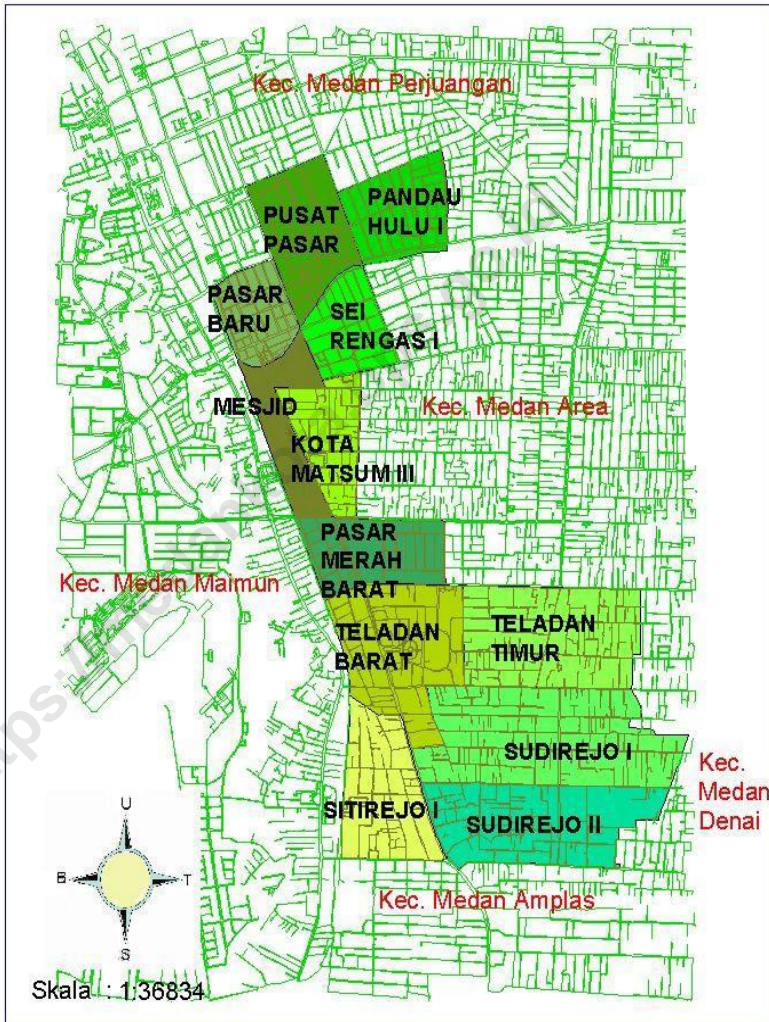 Kec. Medan Perjuangan
PANDAU
HULU I
PUSAT
PASAR
PASAR
BARU
SEI
RENGAS I
MESJID
Kec. Medan Area
KOTA
MATSUM III
PASAR
MERAH
BARAT
Kec. Medan Maimun
TELADAN
BARAT
TELADAN
TIMUR
SUDIREJO I
Kec.
Medan
Denai
SITIREJO I
SUDIREJO II
Kec. Medan Amplas
U
B
T
S
Skala : 1:36834